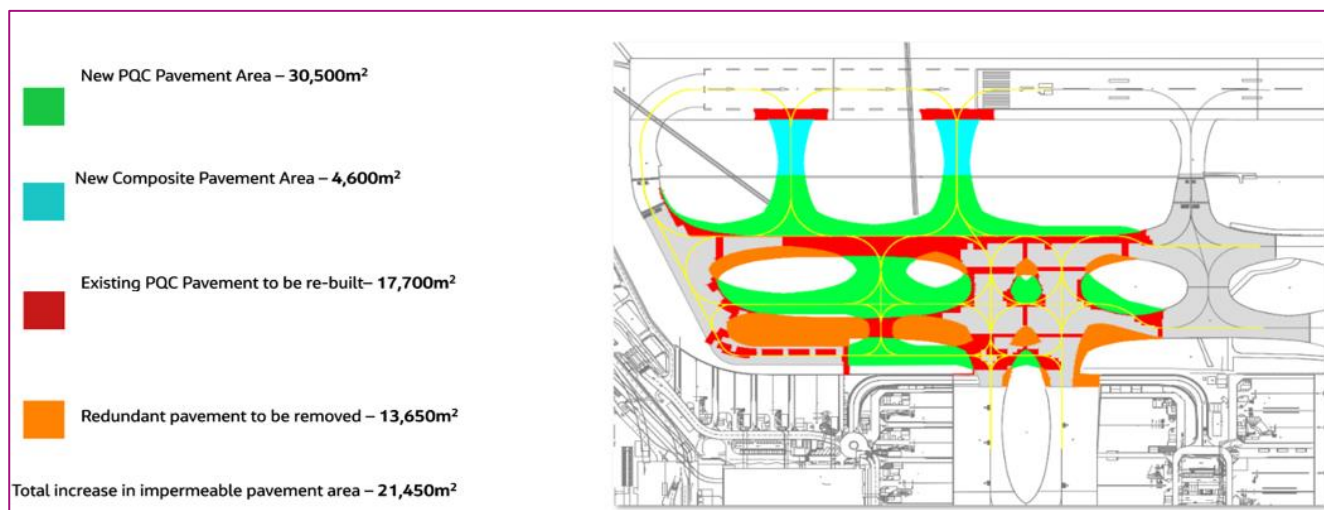 New PQC Pavement Area – 30,500m²
New Composite Pavement Area – 4,600m²
Existing PQC Pavement to be re-built– 17,700m²
Redundant pavement to be removed – 13,650m²
Total increase in impermeable pavement area – 21,450m²